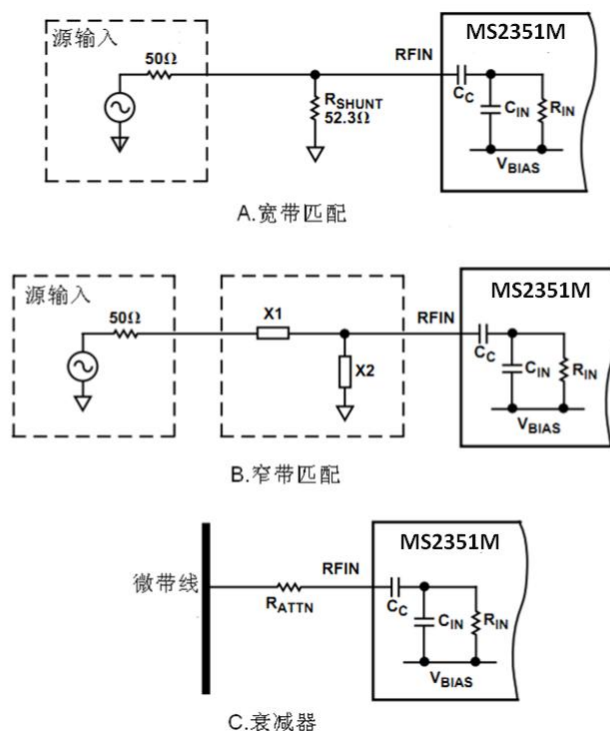 源输入
50Ω
RSHUNT
52.3Ω
RFIN
MS2351M
CC
CIN
RIN
VBIAS
A.宽带匹配
源输入
50Ω
X1
X2
RFIN
MS2351M
CC
CIN
RIN
VBIAS
B.窄带匹配
微带线
RATTN
RFIN
MS2351M
CC
CIN
RIN
VBIAS
C.衰减器